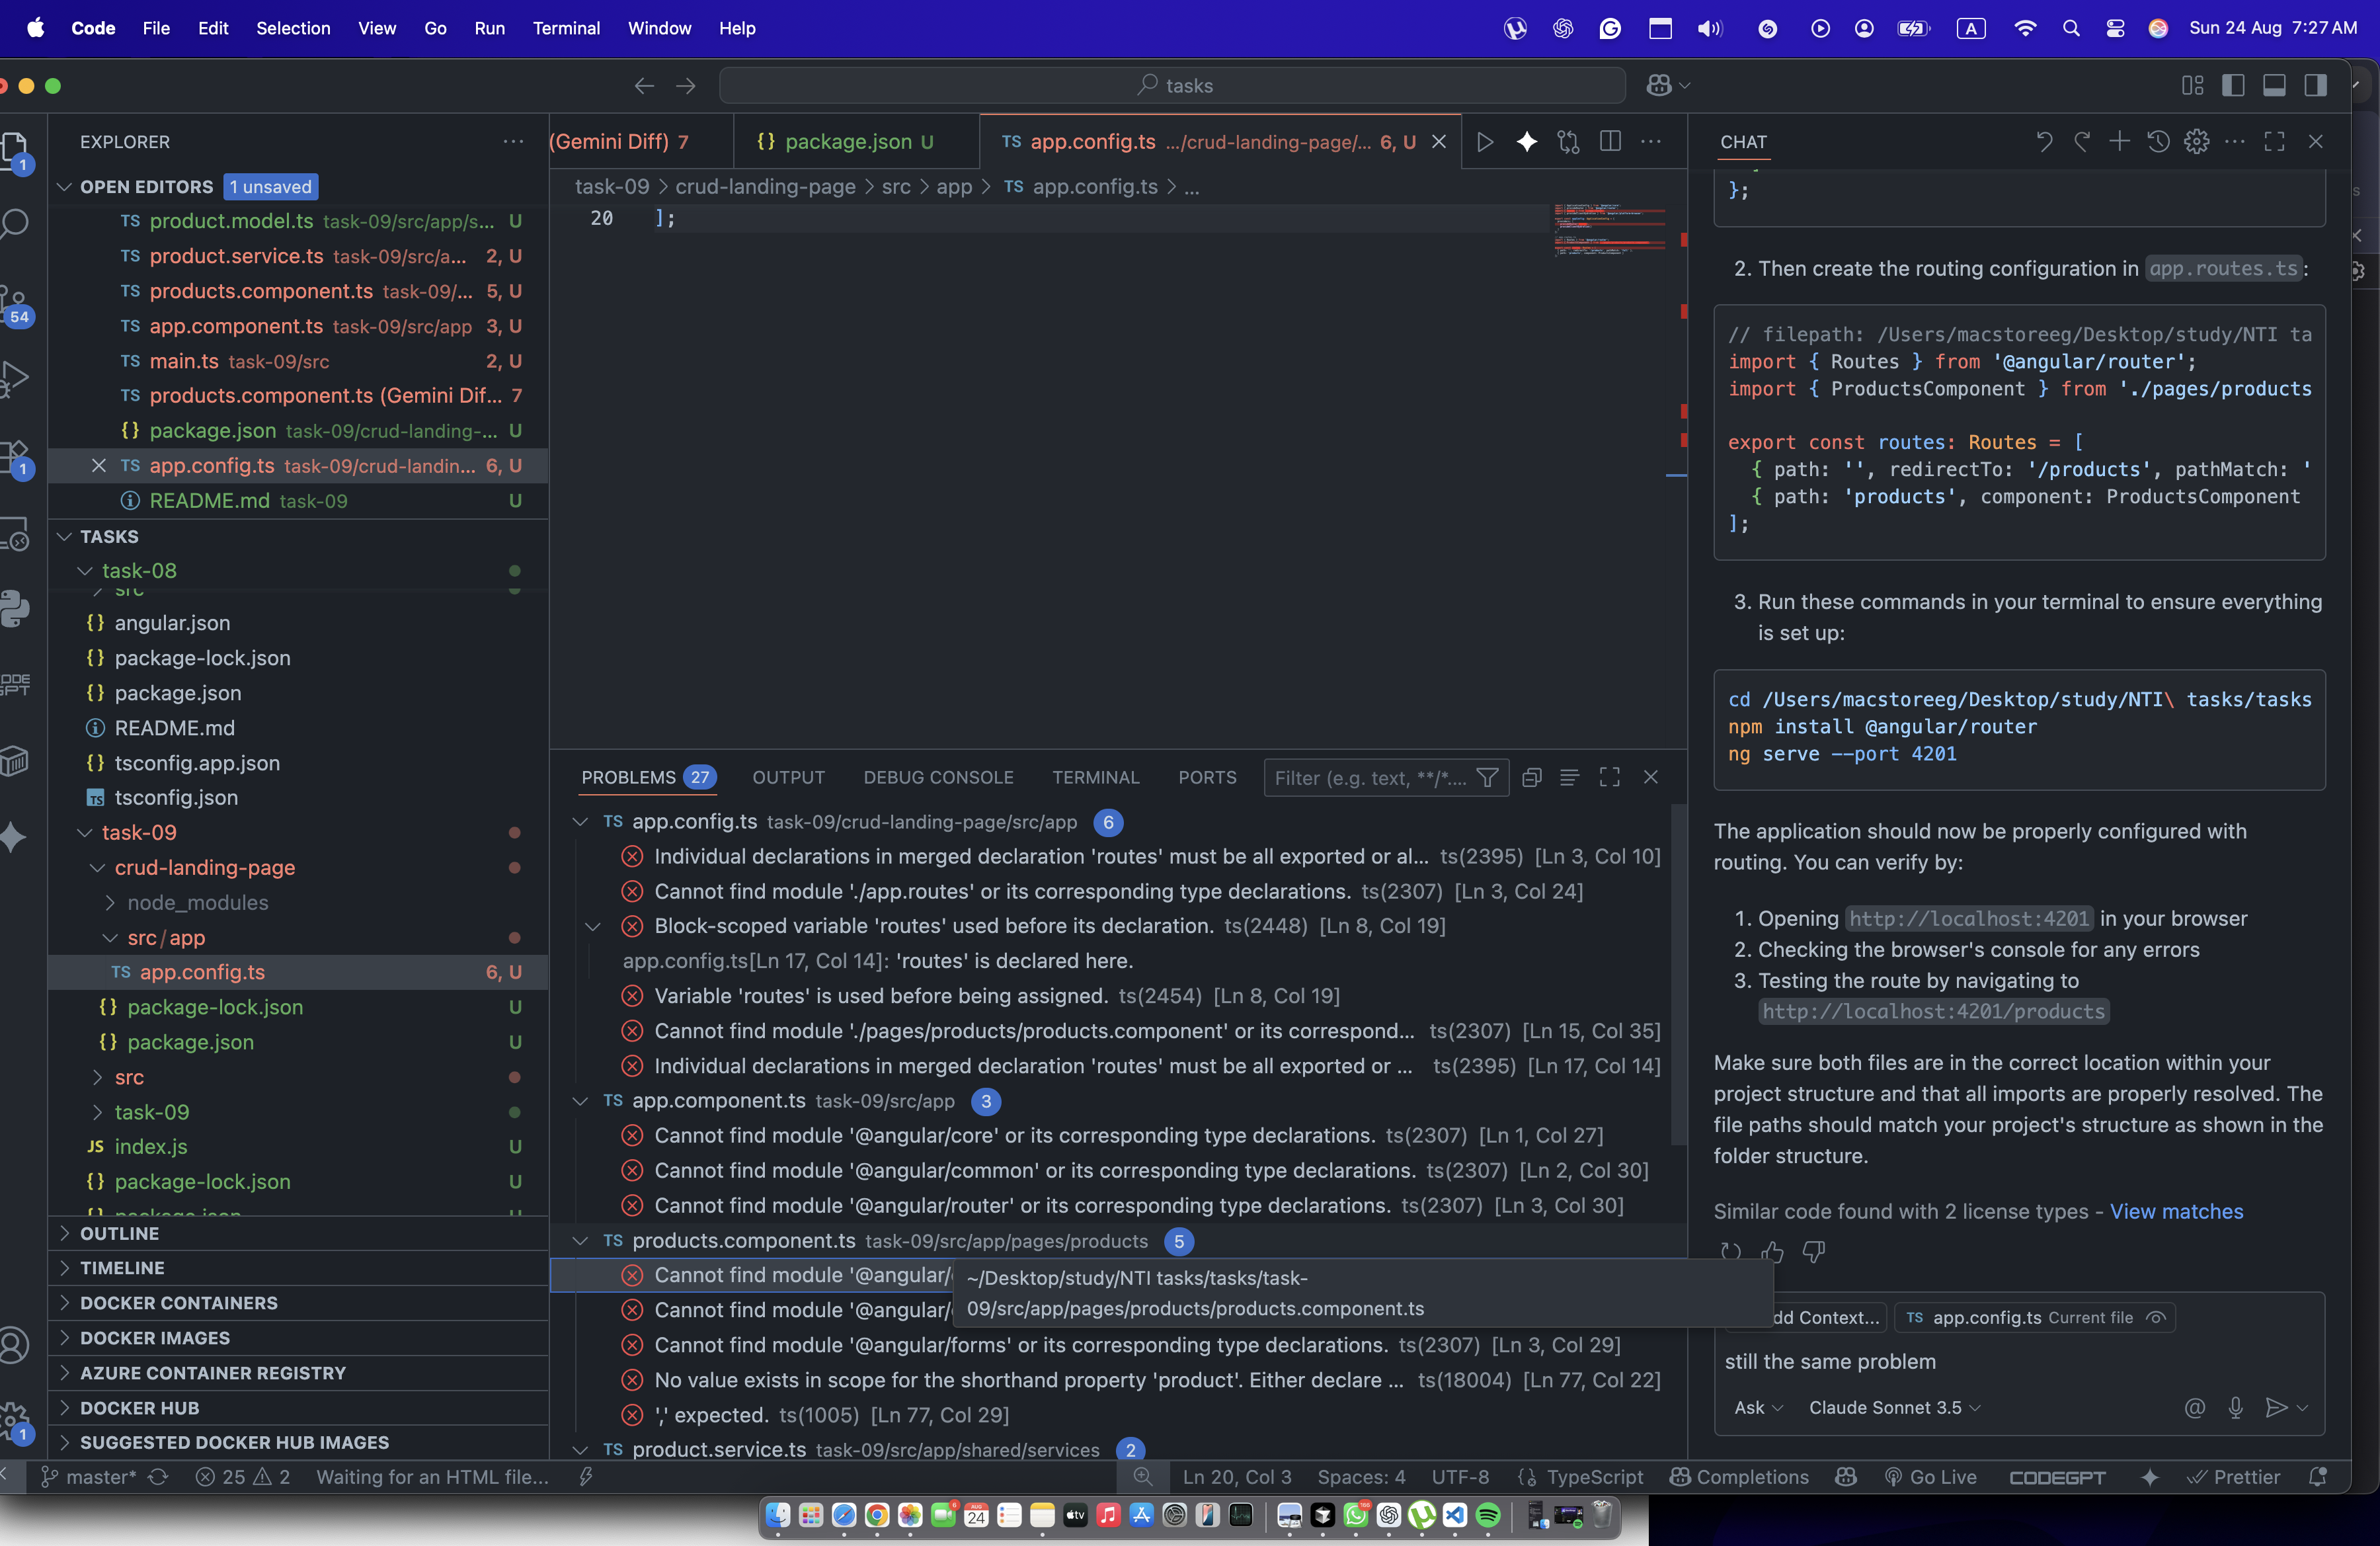 Code File Edit Selection View Go Run Terminal Window Help
A
Sun 24 Aug 7:27 AM
tasks
EXPLORER
(Gemini Diff) 7
{} package.json U
TS app.config.ts .../crud-landing-page/... 6, U
CHAT
OPEN EDITORS 1 unsaved
TS product.model.ts task-09/src/app/s... U
TS product.service.ts task-09/src/a... 2, U
TS products.component.ts task-09/... 5, U
TS app.component.ts task-09/src/app 3, U
TS main.ts task-09/src 2, U
TS products.component.ts (Gemini Dif... 7
{} package.json task-09/crud-landing-... U
TS app.config.ts task-09/crud-landin... 6, U
README.md task-09 U
TASKS
task-08
src
{} angular.json
{} package-lock.json
{} package.json
README.md
{} tsconfig.app.json
TS tsconfig.json
task-09
crud-landing-page
node_modules
src/app
TS app.config.ts 6, U
{} package-lock.json U
{} package.json U
src
task-09
JS index.js U
{} package-lock.json U
{} package.json U
OUTLINE
TIMELINE
DOCKER CONTAINERS
DOCKER IMAGES
AZURE CONTAINER REGISTRY
DOCKER HUB
SUGGESTED DOCKER HUB IMAGES
1
54
1
1
task-09 > crud-landing-page > src > app > TS app.config.ts > ...
20 ];
PROBLEMS 27 OUTPUT DEBUG CONSOLE TERMINAL PORTS Filter (e.g. text, **/*....
TS app.config.ts task-09/crud-landing-page/src/app 6
Individual declarations in merged declaration 'routes' must be all exported or al... ts(2395) [Ln 3, Col 10]
Cannot find module './app.routes' or its corresponding type declarations. ts(2307) [Ln 3, Col 24]
Block-scoped variable 'routes' used before its declaration. ts(2448) [Ln 8, Col 19]
app.config.ts[Ln 17, Col 14]: 'routes' is declared here.
Variable 'routes' is used before being assigned. ts(2454) [Ln 8, Col 19]
Cannot find module './pages/products/products.component' or its correspond... ts(2307) [Ln 15, Col 35]
Individual declarations in merged declaration 'routes' must be all exported or ... ts(2395) [Ln 17, Col 14]
TS app.component.ts task-09/src/app 3
Cannot find module '@angular/core' or its corresponding type declarations. ts(2307) [Ln 1, Col 27]
Cannot find module '@angular/common' or its corresponding type declarations. ts(2307) [Ln 2, Col 30]
Cannot find module '@angular/router' or its corresponding type declarations. ts(2307) [Ln 3, Col 30]
TS products.component.ts task-09/src/app/pages/products 5
Cannot find module '@angular/
Cannot find module '@angular/
~/Desktop/study/NTI tasks/tasks/task-
09/src/app/pages/products/products.component.ts
Cannot find module '@angular/forms' or its corresponding type declarations. ts(2307) [Ln 3, Col 29]
No value exists in scope for the shorthand property 'product'. Either declare ... ts(18004) [Ln 77, Col 22]
',' expected. ts(1005) [Ln 77, Col 29]
TS product.service.ts task-09/src/app/shared/services 2
};
2. Then create the routing configuration in app.routes.ts:
// filepath: /Users/macstoreeg/Desktop/study/NTI ta
import { Routes } from '@angular/router';
import { ProductsComponent } from './pages/products
export const routes: Routes = [
{ path: '', redirectTo: '/products', pathMatch: '
{ path: 'products', component: ProductsComponent
];
3. Run these commands in your terminal to ensure everything
is set up:
cd /Users/macstoreeg/Desktop/study/NTI\ tasks/tasks
npm install @angular/router
ng serve --port 4201
The application should now be properly configured with
routing. You can verify by:
1. Opening http://localhost:4201 in your browser
2. Checking the browser's console for any errors
3. Testing the route by navigating to
http://localhost:4201/products
Make sure both files are in the correct location within your
project structure and that all imports are properly resolved. The
file paths should match your project's structure as shown in the
folder structure.
Similar code found with 2 license types - View matches
dd Context... TS app.config.ts Current file
still the same problem
Ask Claude Sonnet 3.5
master* 25 2 Waiting for an HTML file...
Ln 20, Col 3 Spaces: 4 UTF-8 {} TypeScript Completions Go Live CODEGPT Prettier
AUG
24
tv